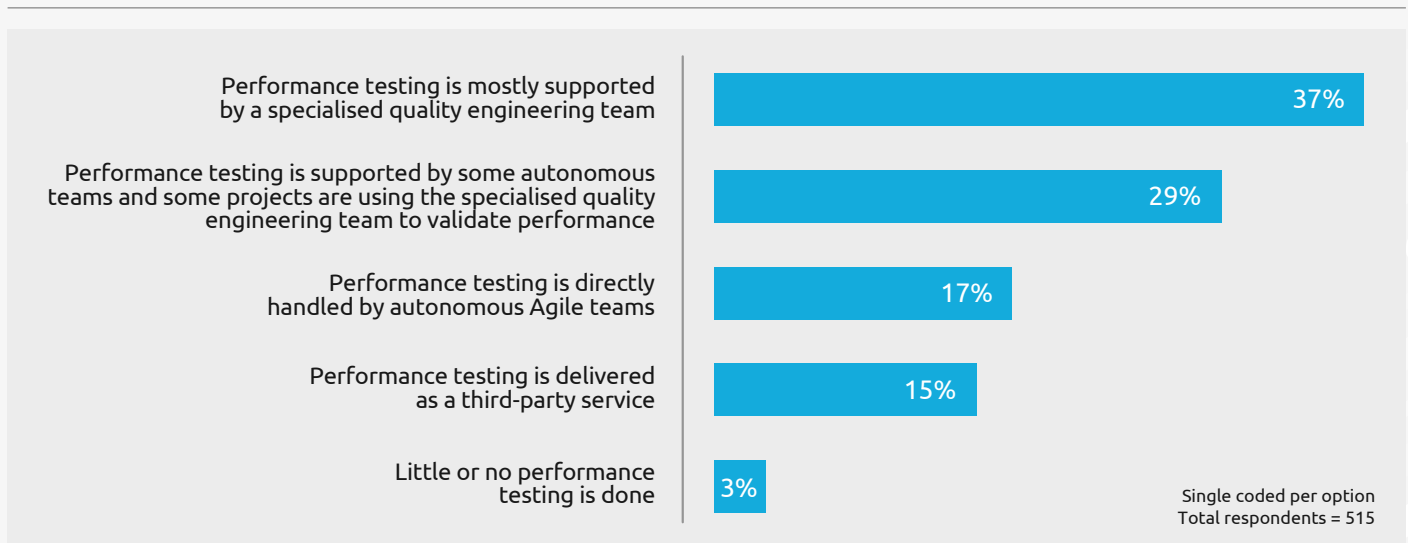 Performance testing is mostly supported
by a specialised quality engineering team
37%
Performance testing is supported by some autonomous
teams and some projects are using the specialised quality
engineering team to validate performance
29%
Performance testing is directly
handled by autonomous Agile teams
17%
Performance testing is delivered
as a third-party service
15%
Little or no performance
testing is done
3%
Single coded per option
Total respondents = 515